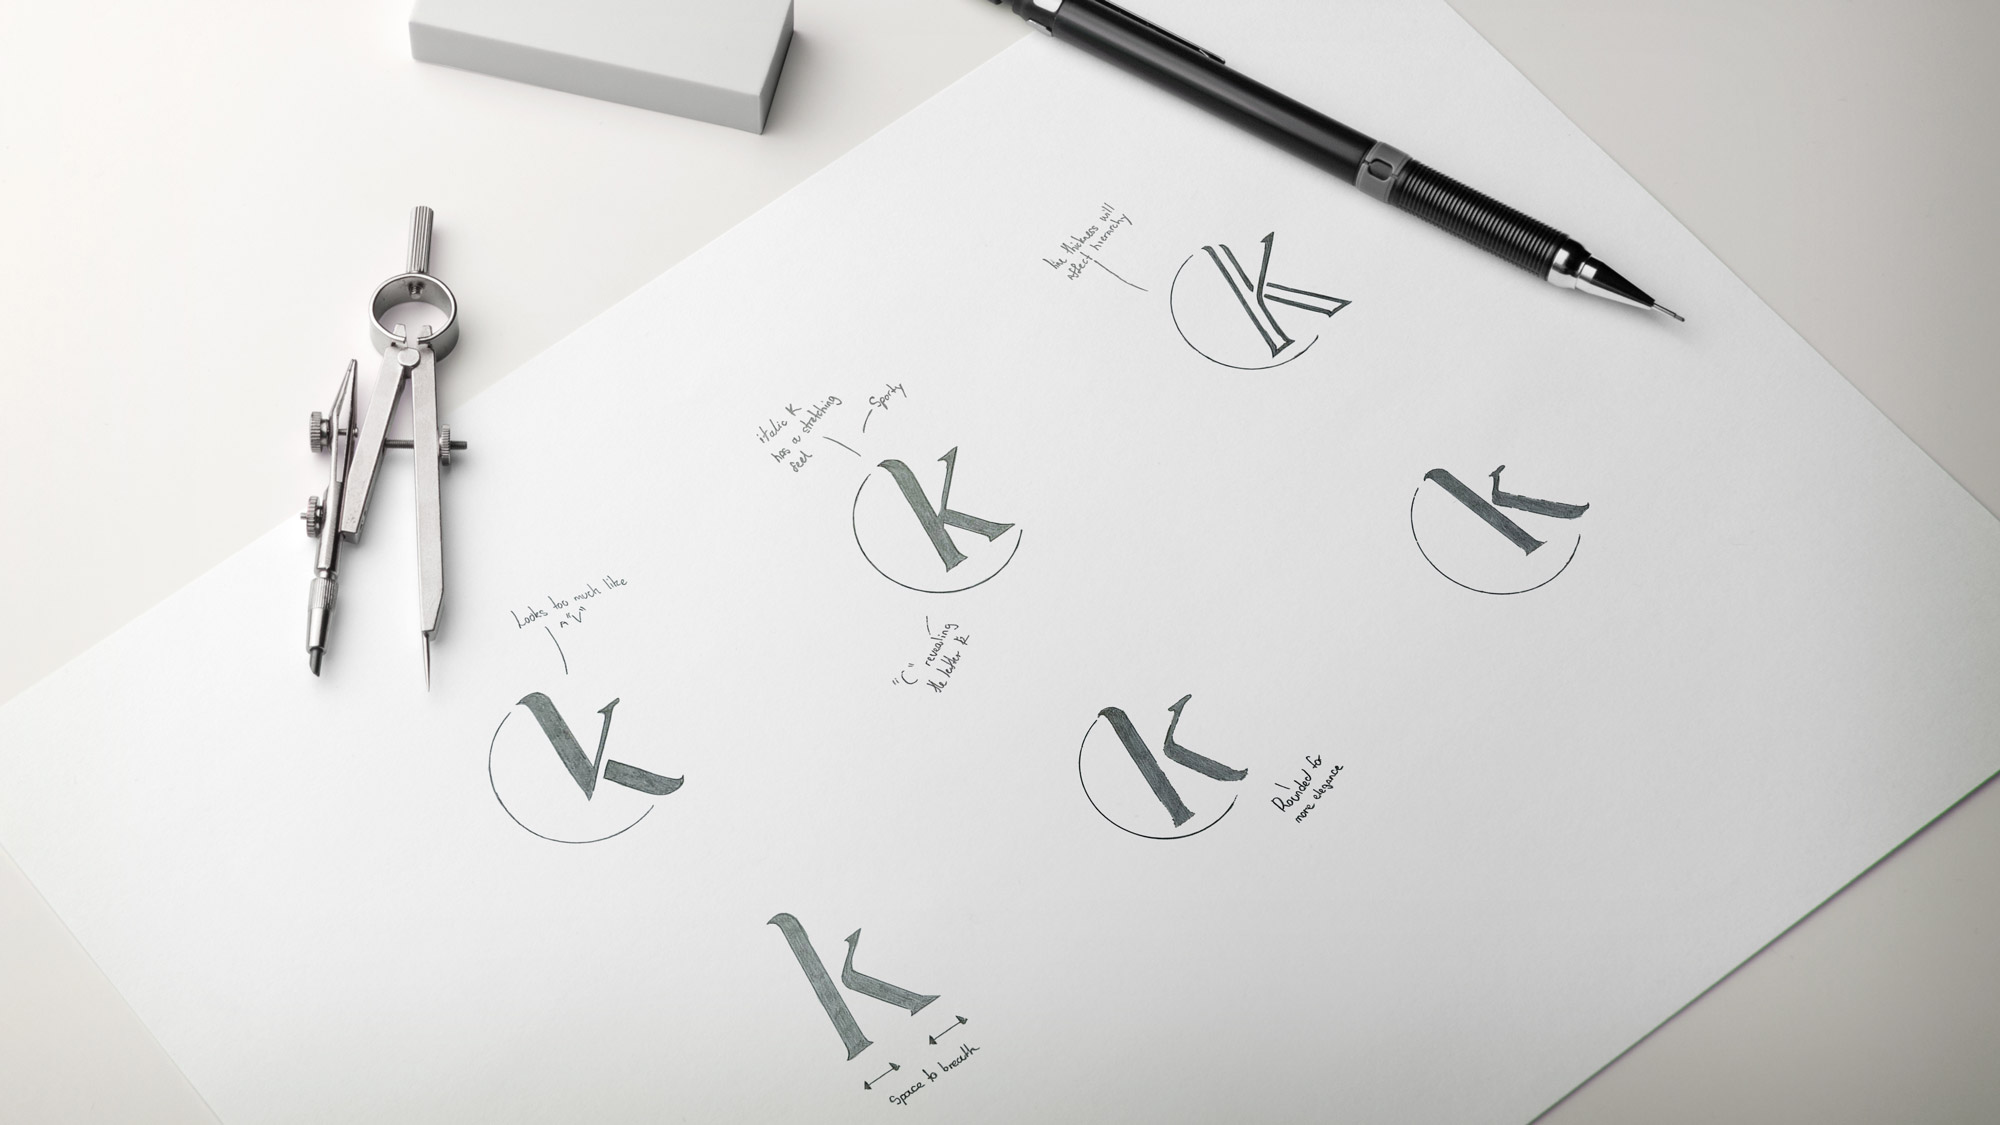 line thickness will
affect hierarchy
K
italic K
has a stretching
feel
Sporty
K
k
"C" revealing
the letter k
Looks too much like
a "V"
k
k
Rounded for
more elegance
k
Space to breath